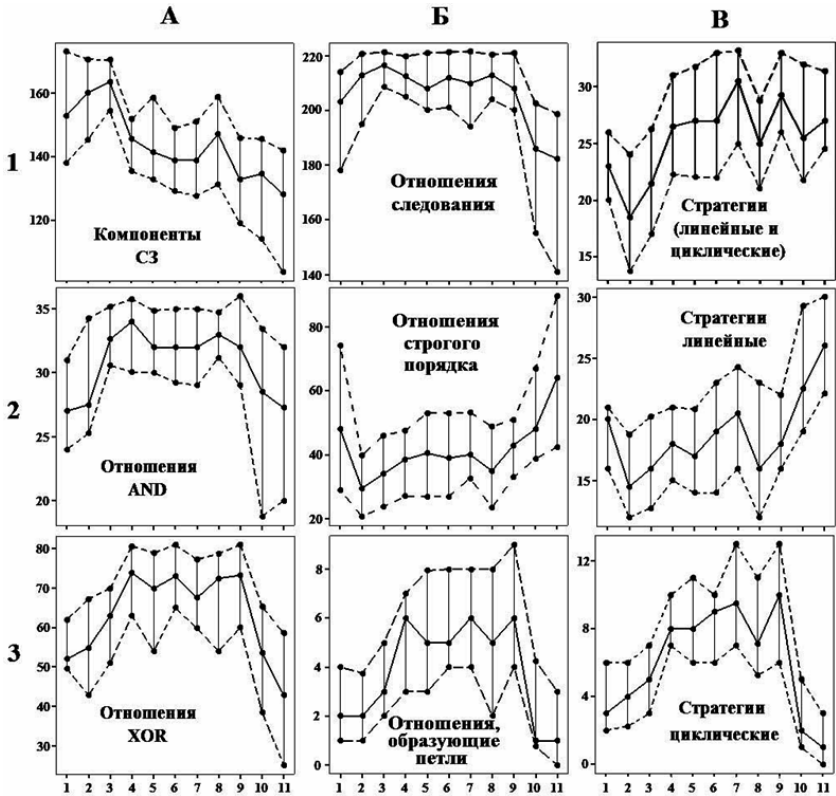 А Б В
1
160
140
120
Компоненты
СЗ
220
200
180
160
140
Отношения
следования
30
25
20
15
Стратегии
(линейные и
циклические)
2
35
30
25
20
Отношения
AND
80
60
40
20
Отношения
строгого
порядка
30
25
20
15
Стратегии
линейные
3
80
70
60
50
40
30
Отношения
XOR
8
6
4
2
0
Отношения,
образующие
петли
12
8
4
0
Стратегии
циклические
1 2 3 4 5 6 7 8 9 10 11
1 2 3 4 5 6 7 8 9 10 11
1 2 3 4 5 6 7 8 9 10 11